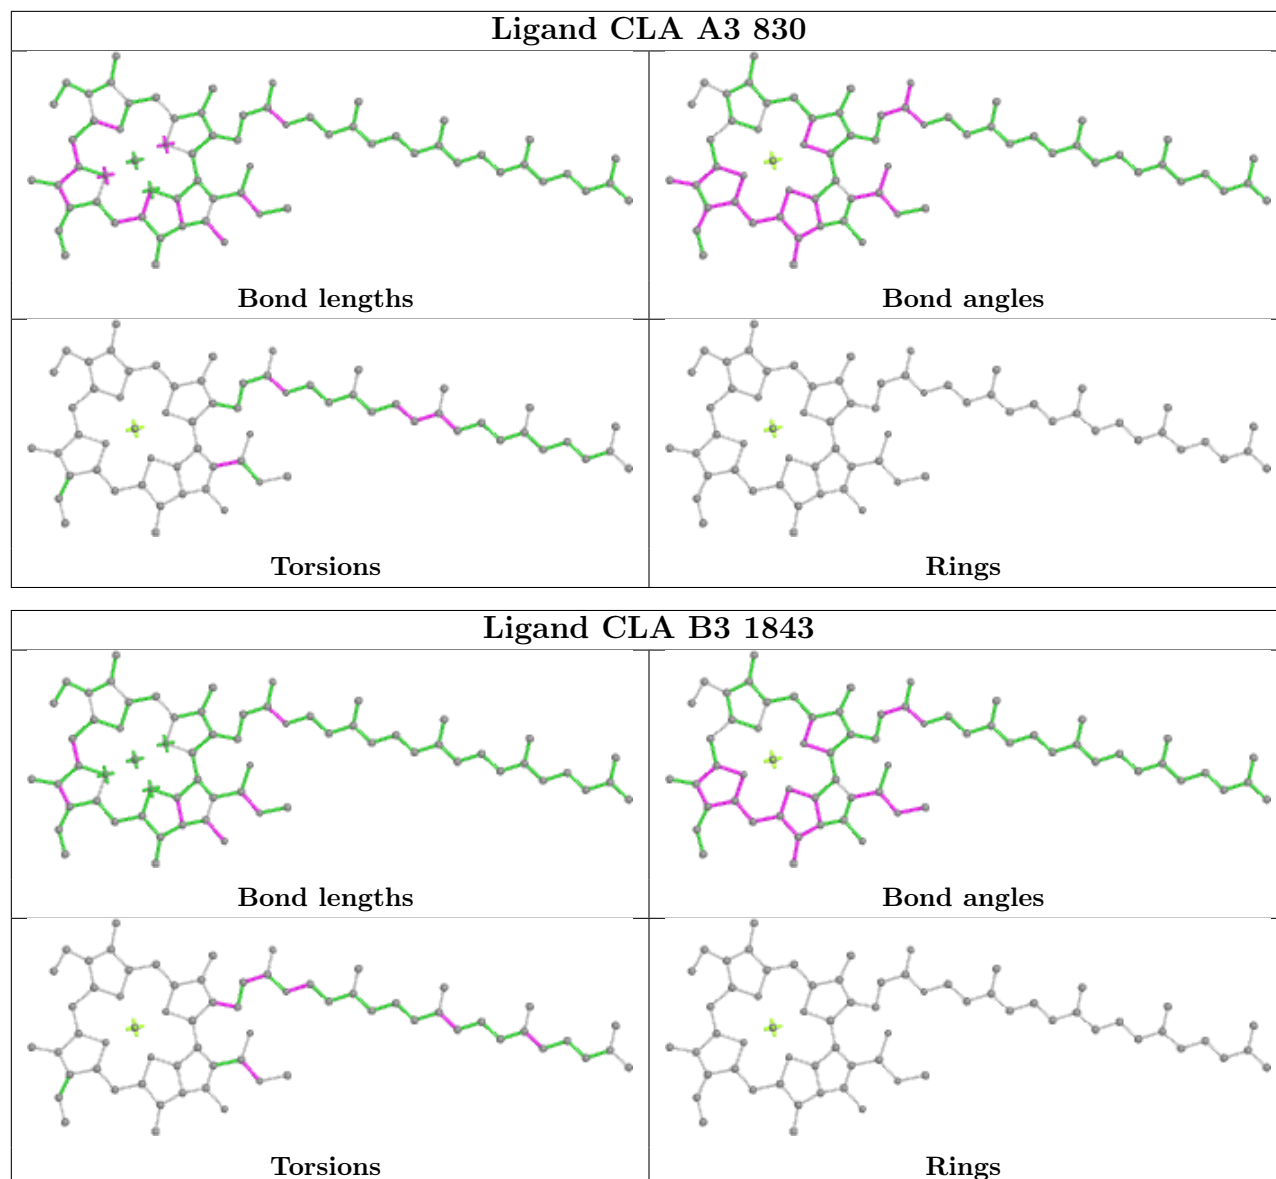 Ligand CLA A3 830
Bond lengths
Bond angles
Torsions
Rings
Ligand CLA B3 1843
Bond lengths
Bond angles
Torsions
Rings